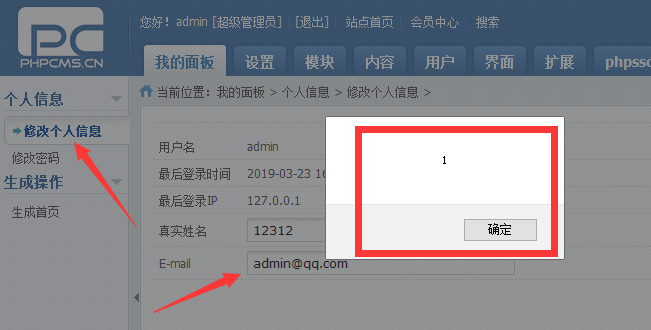 PC
PHPCMS.CN
您好！admin [超级管理员] [退出] 站点首页 会员中心 搜索
我的面板 设置 模块 内容 用户 界面 扩展 phpsso
个人信息
当前位置：我的面板 > 个人信息 > 修改个人信息 >
修改个人信息
修改密码
生成操作
生成首页
用户名 admin
最后登录时间 2019-03-23 16
最后登录IP 127.0.0.1
真实姓名 12312
E-mail admin@qq.com
1
确定